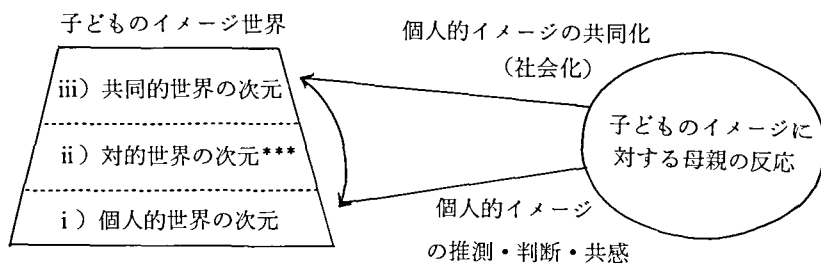 子どものイメージ世界
個人的イメージの共同化
（社会化）
iii）共同的世界の次元
ii）対的世界の次元***
i）個人的世界の次元
子どものイメージに
対する母親の反応
個人的イメージ
の推測・判断・共感